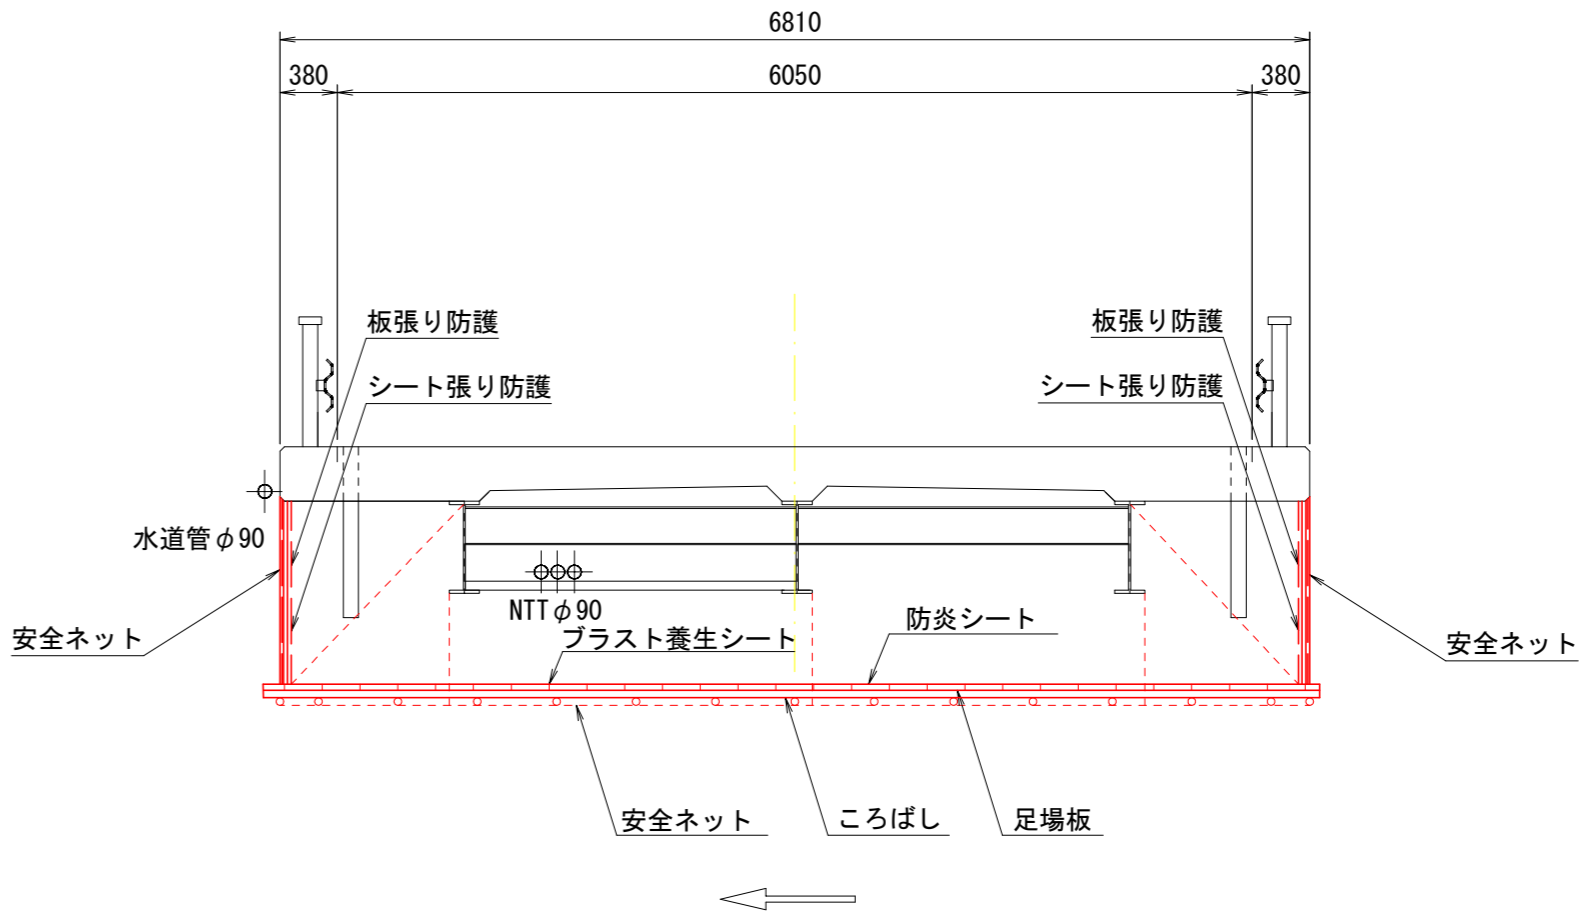 6810
380
6050
380
板張り防護
板張り防護
シート張り防護
シート張り防護
水道管φ90
NTTφ90
防炎シート
安全ネット
ブラスト養生シート
安全ネット
安全ネット
ころばし
足場板